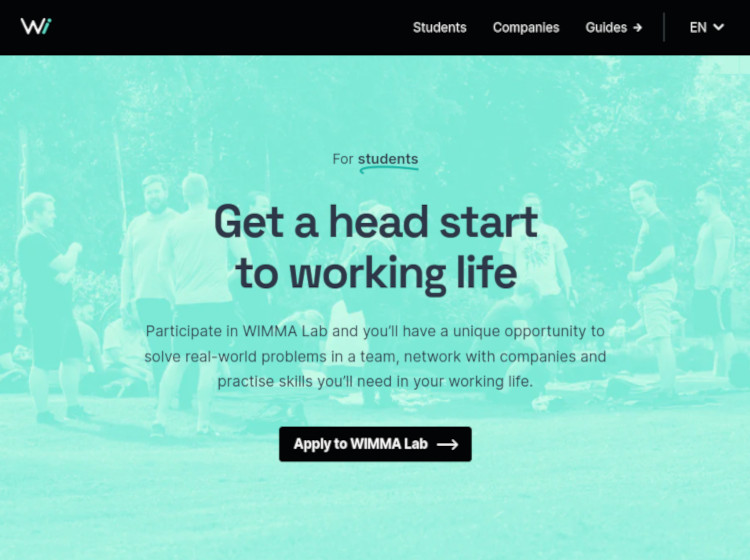 Wi
Students Companies Guides → EN
For students
Get a head start
to working life
Participate in WIMMA Lab and you'll have a unique opportunity to
solve real-world problems in a team, network with companies and
practise skills you'll need in your working life.
Apply to WIMMA Lab →